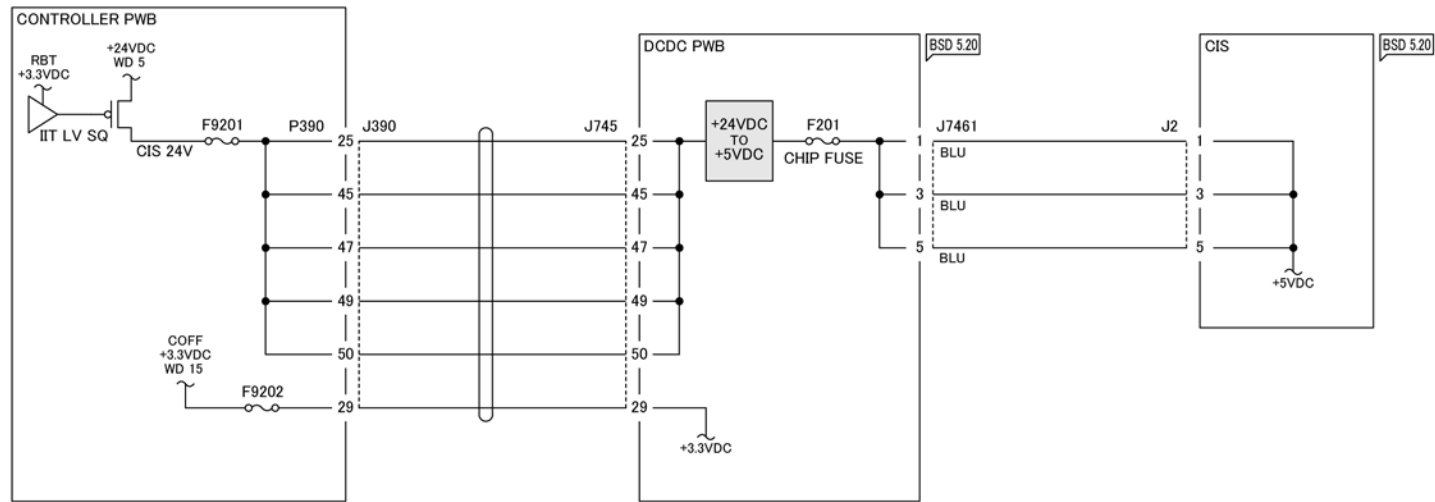 CONTROLLER PWB
RBT
+3.3VDC
+24VDC
WD 5
IIT LV SQ
CIS 24V
F9201
P390
25
J390
45
47
49
50
COFF
+3.3VDC
WD 15
F9202
29
DCDC PWB
BSD 5.20
J745
25
+24VDC
TO
+5VDC
F201
CHIP FUSE
1
3
5
45
47
49
50
29
+3.3VDC
J7461
BLU
BLU
BLU
J2
CIS
BSD 5.20
1
3
5
+5VDC